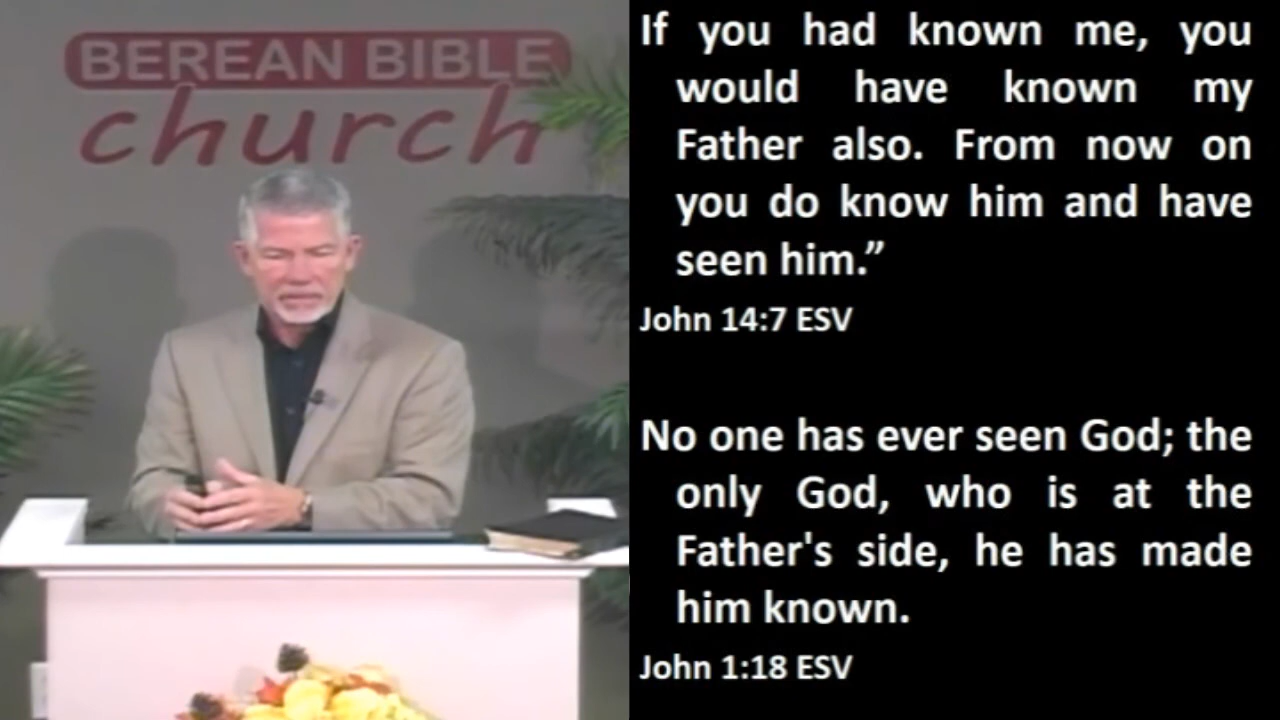 BEREAN BIBLE
church
If you had known me, you
would have known my
Father also. From now on
you do know him and have
seen him.”
John 14:7 ESV
No one has ever seen God; the
only God, who is at the
Father's side, he has made
him known.
John 1:18 ESV